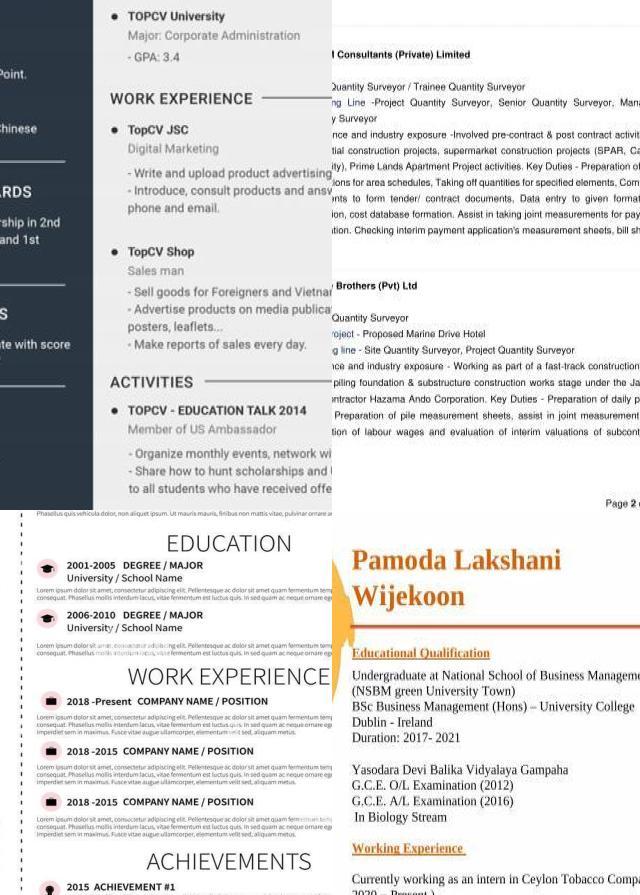 Point.
Chinese
ARDS
rship in 2nd
and 1st
S
ate with score
TOPCV University
Major: Corporate Administration
- GPA: 3.4
WORK EXPERIENCE
TopCV JSC
Digital Marketing
- Write and upload product advertising
- Introduce, consult products and answ
phone and email.
TopCV Shop
Sales man
- Sell goods for Foreigners and Vietnar
- Advertise products on media publica
posters, leaflets...
- Make reports of sales every day.
ACTIVITIES
TOPCV - EDUCATION TALK 2014
Member of US Ambassador
- Organize monthly events, network wi
- Share how to hunt scholarships and
to all students who have received offe
l Consultants (Private) Limited
Quantity Surveyor / Trainee Quantity Surveyor
ng Line -Project Quantity Surveyor, Senior Quantity Surveyor, Mana
y Surveyor
nce and industry exposure -Involved pre-contract & post contract activit
tial construction projects, supermarket construction projects (SPAR, Ca
ity), Prime Lands Apartment Project activities. Key Duties - Preparation of
ions for area schedules, Taking off quantities for specified elements, Com
nts to form tender/ contract documents, Data entry to given format
ion, cost database formation. Assist in taking joint measurements for pay
ation. Checking interim payment application's measurement sheets, bill sh
Brothers (Pvt) Ltd
Quantity Surveyor
roject - Proposed Marine Drive Hotel
g line - Site Quantity Surveyor, Project Quantity Surveyor
nce and industry exposure - Working as part of a fast-track construction
piling foundation & substructure construction works stage under the Ja
ntractor Hazama Ando Corporation. Key Duties - Preparation of daily p
Preparation of pile measurement sheets, assist in joint measurement
tion of labour wages and evaluation of interim valuations of subcont
Page 2
Phasellus quis vehicula dolor, non aliquet ipsum. Ut mauris mauris, finibus non mattis vitae, pulvinar ornare
EDUCATION
2001-2005 DEGREE / MAJOR
University / School Name
Lorem ipsum dolor sit amet, consectetur adipiscing elit. Pellentesque ac dolor sit amet quam fermentum temp
consequat. Phasellus mollis interdum lacus, vitae fermentum est luctus quis. In sed quam ac neque ornare eg
2006-2010 DEGREE / MAJOR
University / School Name
Lorem ipsum dolor sit amet, consectetur adipiscing elit. Pellentesque ac dolor sit amet quam fermentum temp
consequat. Phasellus mollis interdum lacus, vitae fermentum est luctus quis. In sed quam ac neque ornare eg
WORK EXPERIENCE
2018 -Present COMPANY NAME / POSITION
Lorem ipsum dolor sit amet, consectetur adipiscing elit. Pellentesque ac dolor sit amet quam fermentum
consequat. Phasellus mollis interdum lacus, vitae fermentum est luctus quis. In sed quam ac neque ornare
imperdiet sem in maximus. Fusce vitae augue ullamcorper, elementum velit sed, aliquam metus.
2018 -2015 COMPANY NAME / POSITION
Lorem ipsum dolor sit amet, consectetur adipiscing elit. Pellentesque ac dolor sit amet quam fermentum
consequat. Phasellus mollis interdum lacus, vitae fermentum est luctus quis. In sed quam ac neque ornare
imperdiet sem in maximus. Fusce vitae augue ullamcorper, elementum velit sed, aliquam metus.
2018 -2015 COMPANY NAME / POSITION
Lorem ipsum dolor sit amet, consectetur adipiscing elit. Pellentesque ac dolor sit amet quam fermentum
consequat. Phasellus mollis interdum lacus, vitae fermentum est luctus quis. In sed quam ac neque ornare
imperdiet sem in maximus. Fusce vitae augue ullamcorper, elementum velit sed, aliquam metus.
ACHIEVEMENTS
2015 ACHIEVEMENT #1
Pamoda Lakshani
Wijekoon
Educational Qualification
Undergraduate at National School of Business Manageme
(NSBM green University Town)
BSc Business Management (Hons) – University College
Dublin - Ireland
Duration: 2017- 2021
Yasodara Devi Balika Vidyalaya Gampaha
G.C.E. O/L Examination (2012)
G.C.E. A/L Examination (2016)
In Biology Stream
Working Experience
Currently working as an intern in Ceylon Tobacco Comp
2020 – Present )